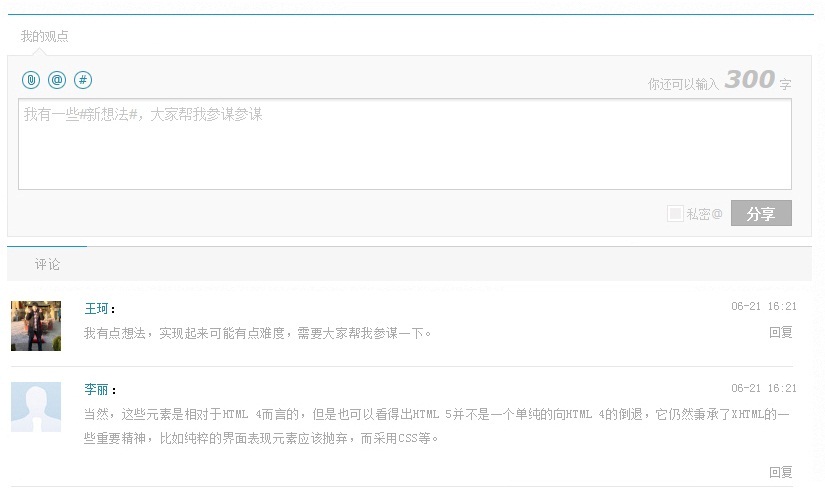 我的观点
@ #
你还可以输入 300 字
我有一些#新想法#，大家帮我参谋参谋
私密@ 分享
评论
王珂： 06-21 16:21
我有点想法，实现起来可能有点难度，需要大家帮我参谋一下。 回复
李丽： 06-21 16:21
当然，这些元素是相对于HTML 4而言的，但是也可以看得出HTML 5并不是一个单纯的向HTML 4的倒退，它仍然秉承了XHTML的一
些重要精神，比如纯粹的界面表现元素应该抛弃，而采用CSS等。
回复